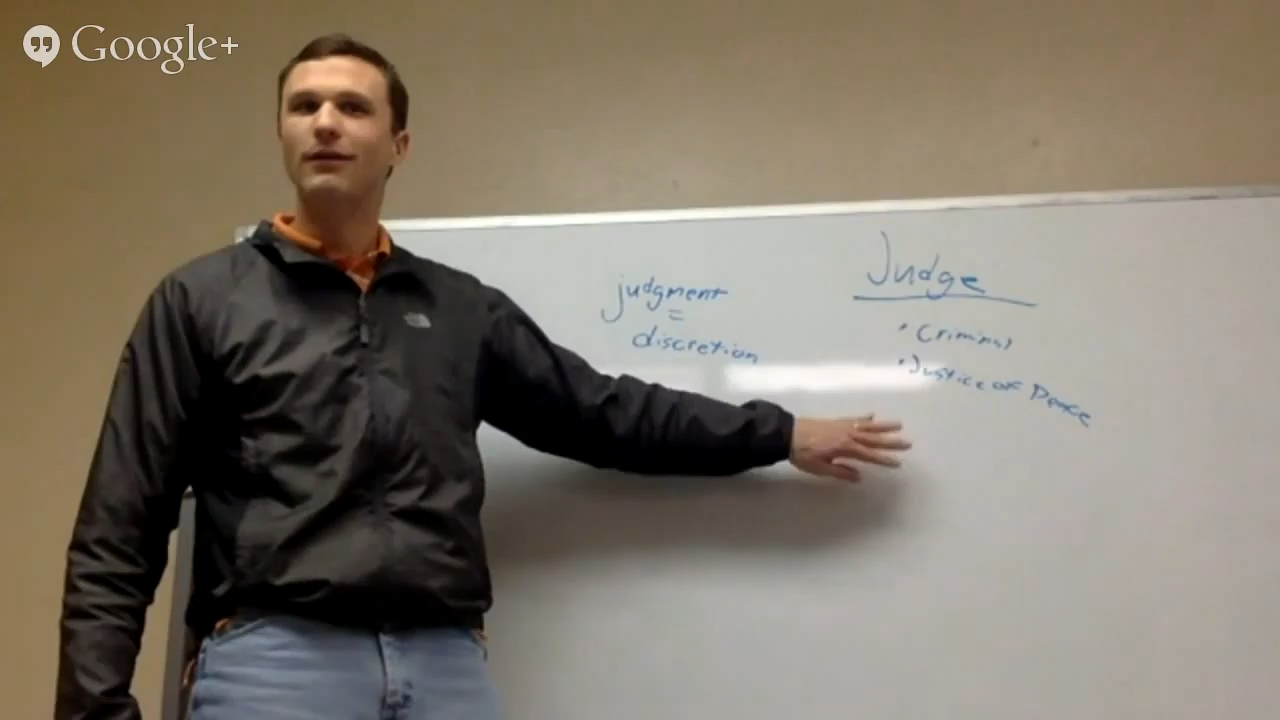 Google+
judgment
=
discretion
Judge
• Criminal
• Justice of Peace